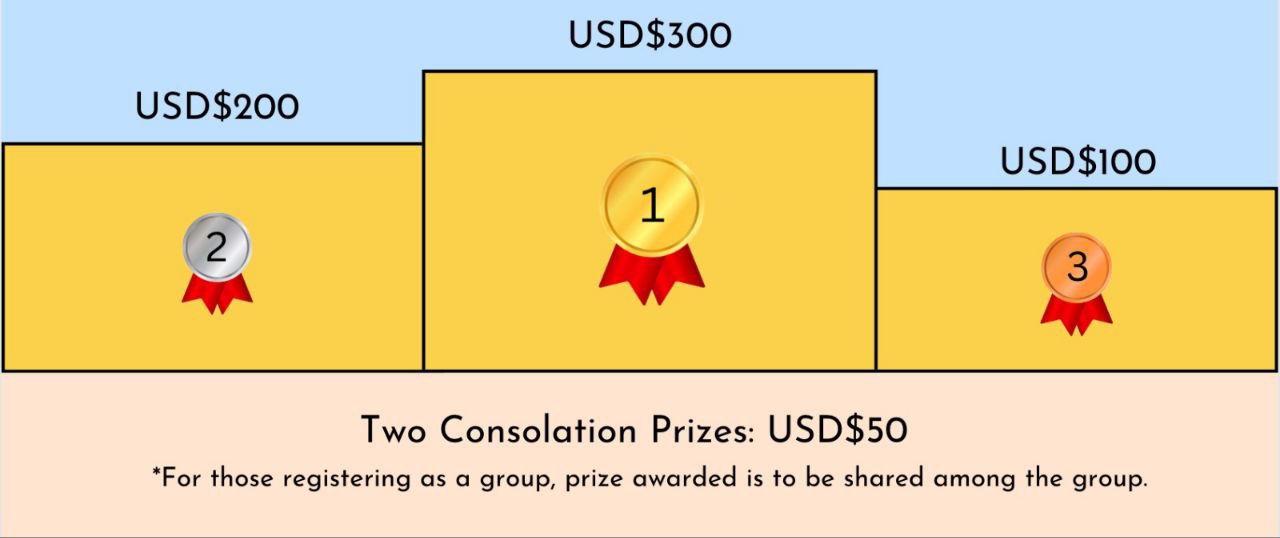 USD$300
USD$200
USD$100
1
2
3
Two Consolation Prizes: USD$50
*For those registering as a group, prize awarded is to be shared among the group.